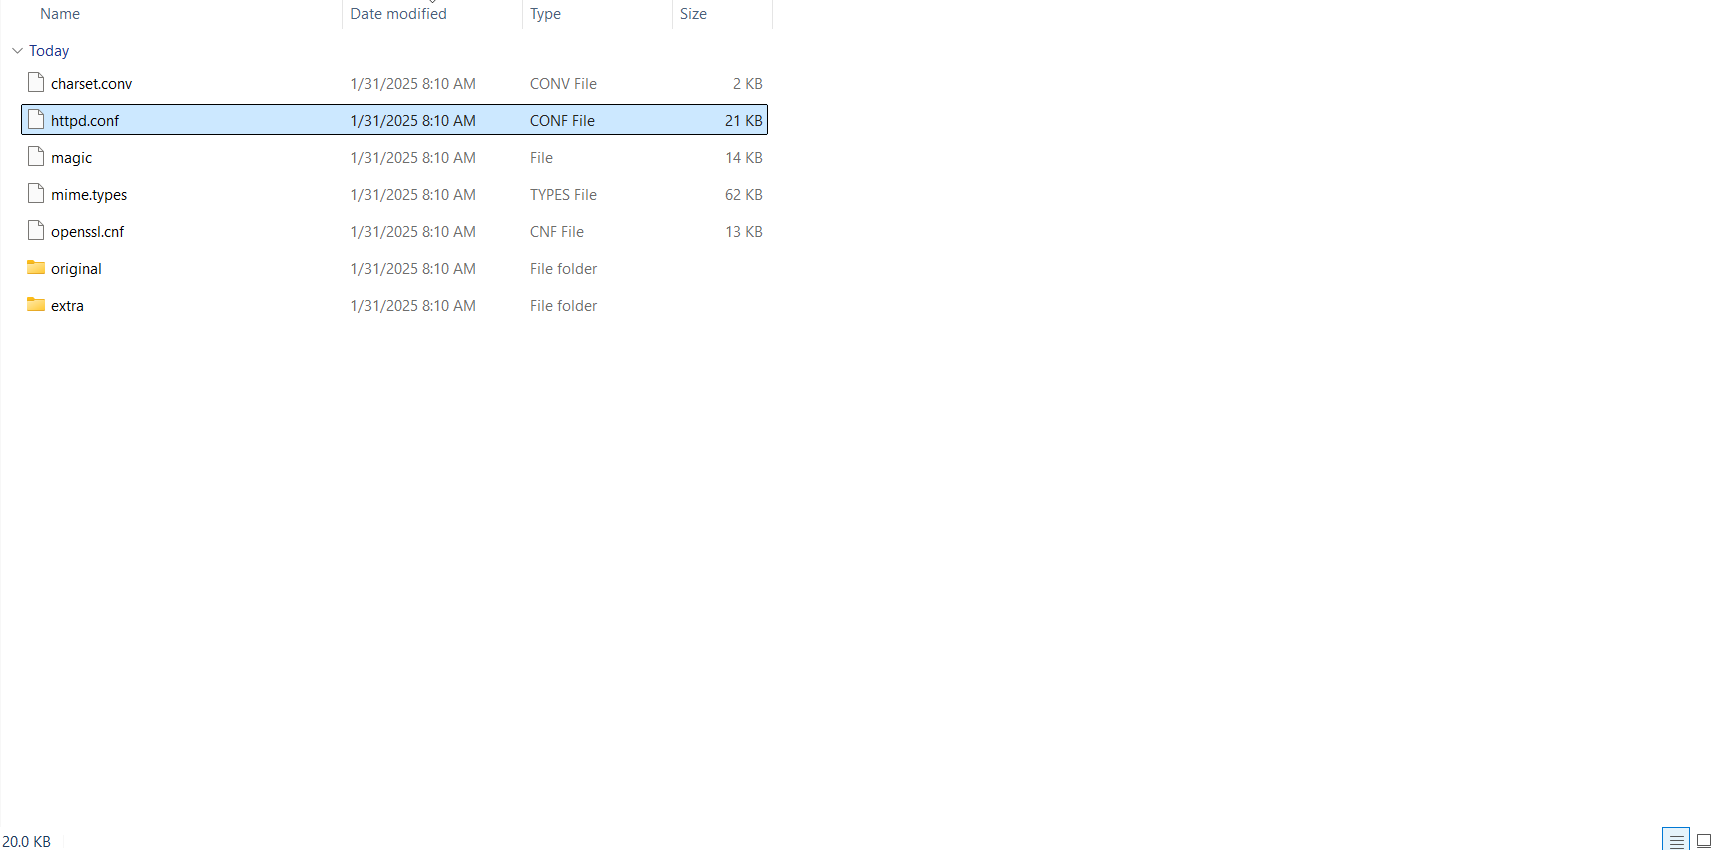 Name Date modified Type Size
Today
charset.conv 1/31/2025 8:10 AM CONV File 2 KB
httpd.conf 1/31/2025 8:10 AM CONF File 21 KB
magic 1/31/2025 8:10 AM File 14 KB
mime.types 1/31/2025 8:10 AM TYPES File 62 KB
openssl.cnf 1/31/2025 8:10 AM CNF File 13 KB
original 1/31/2025 8:10 AM File folder
extra 1/31/2025 8:10 AM File folder
20.0 KB